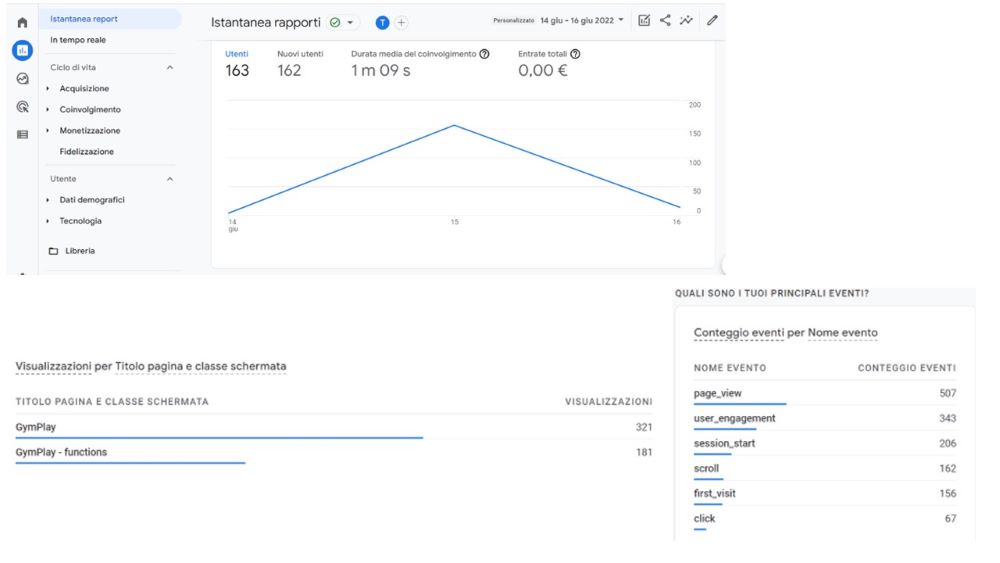 Istantanea report
In tempo reale
Ciclo di vita
Acquisizione
Coinvolgimento
Monetizzazione
Fidelizzazione
Utente
Dati demografici
Tecnologia
Libreria
Istantanea rapporti
T
Personalizzato 14 giu - 16 giu 2022
Utenti Nuovi utenti Durata media del coinvolgimento Entrate totali
163 162 1 m 09 s 0,00 €
200
150
100
50
0
14 15 16
giu
Visualizzazioni per Titolo pagina e classe schermata
TITOLO PAGINA E CLASSE SCHERMATA VISUALIZZAZIONI
GymPlay 321
GymPlay - functions 181
QUALI SONO I TUOI PRINCIPALI EVENTI?
Conteggio eventi per Nome evento
NOME EVENTO CONTEGGIO EVENTI
page_view 507
user_engagement 343
session_start 206
scroll 162
first_visit 156
click 67